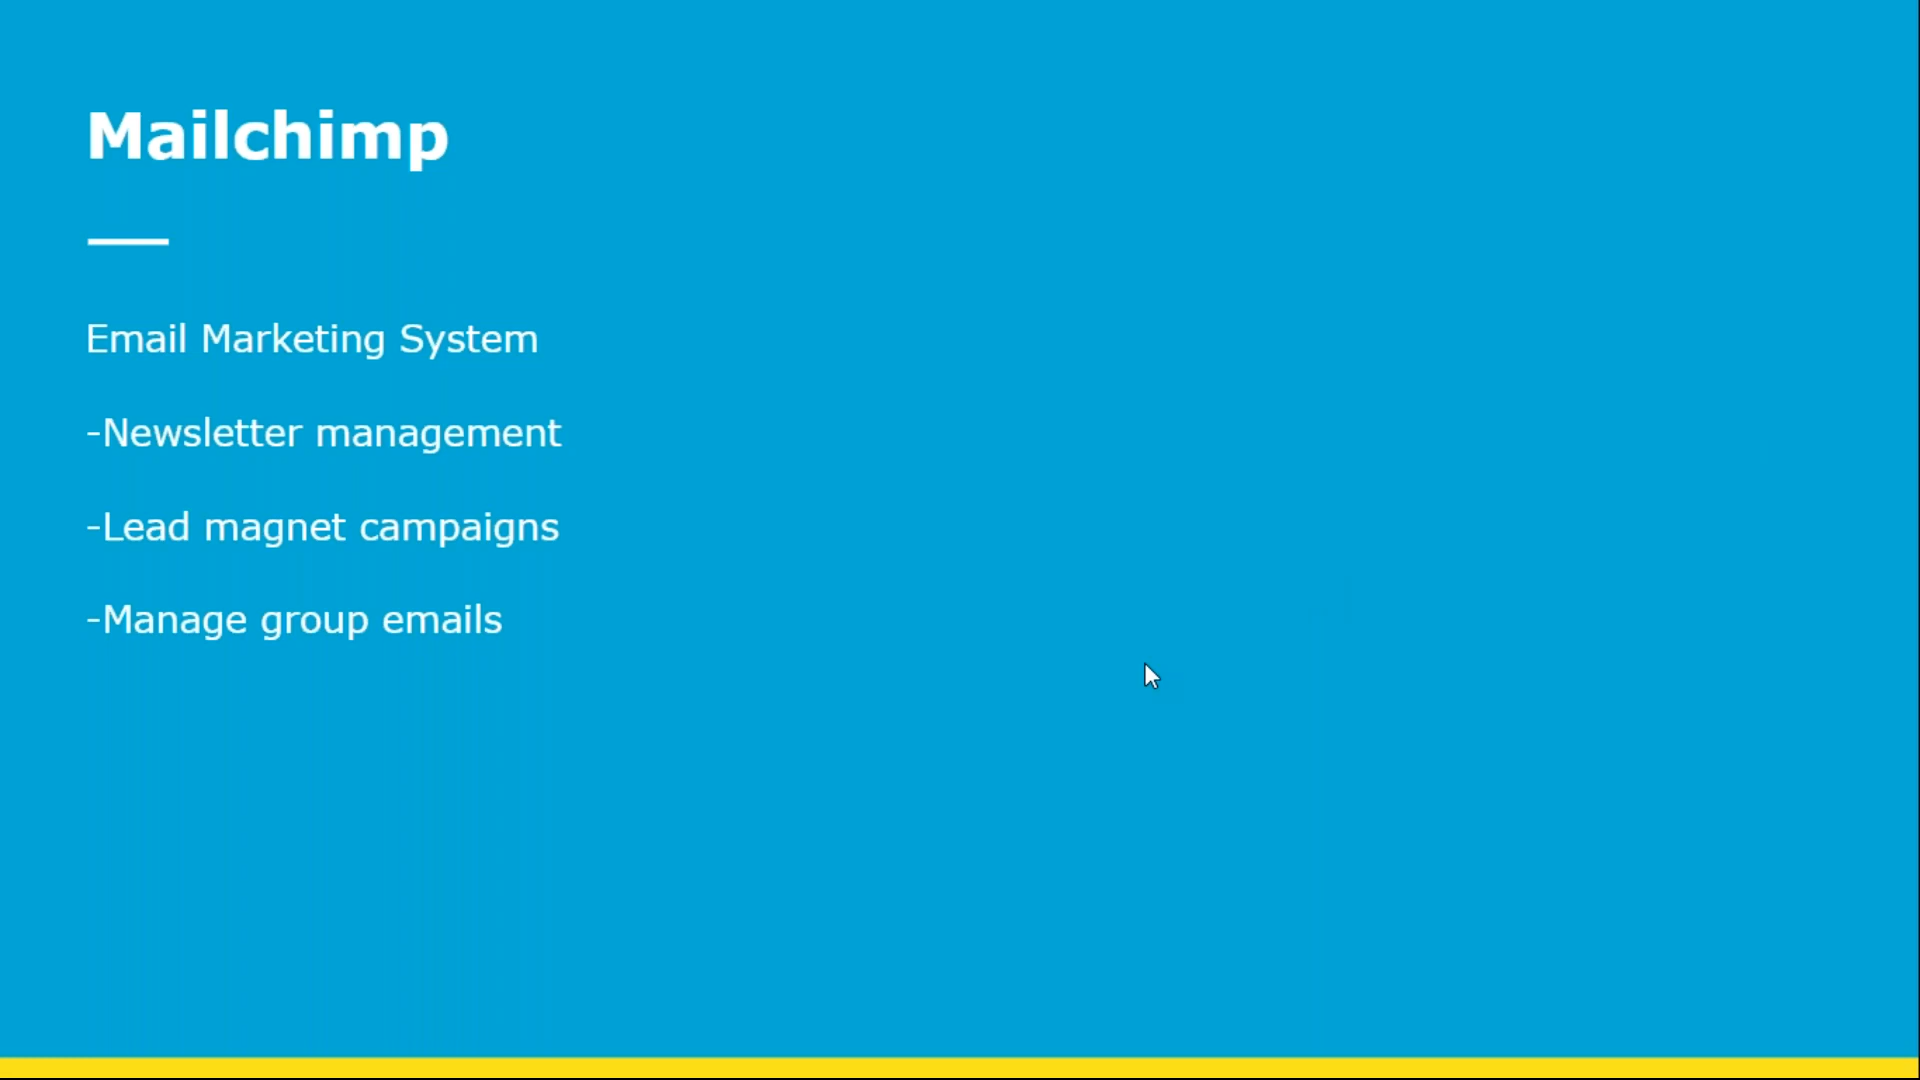 Mailchimp
Email Marketing System
-Newsletter management
-Lead magnet campaigns
-Manage group emails